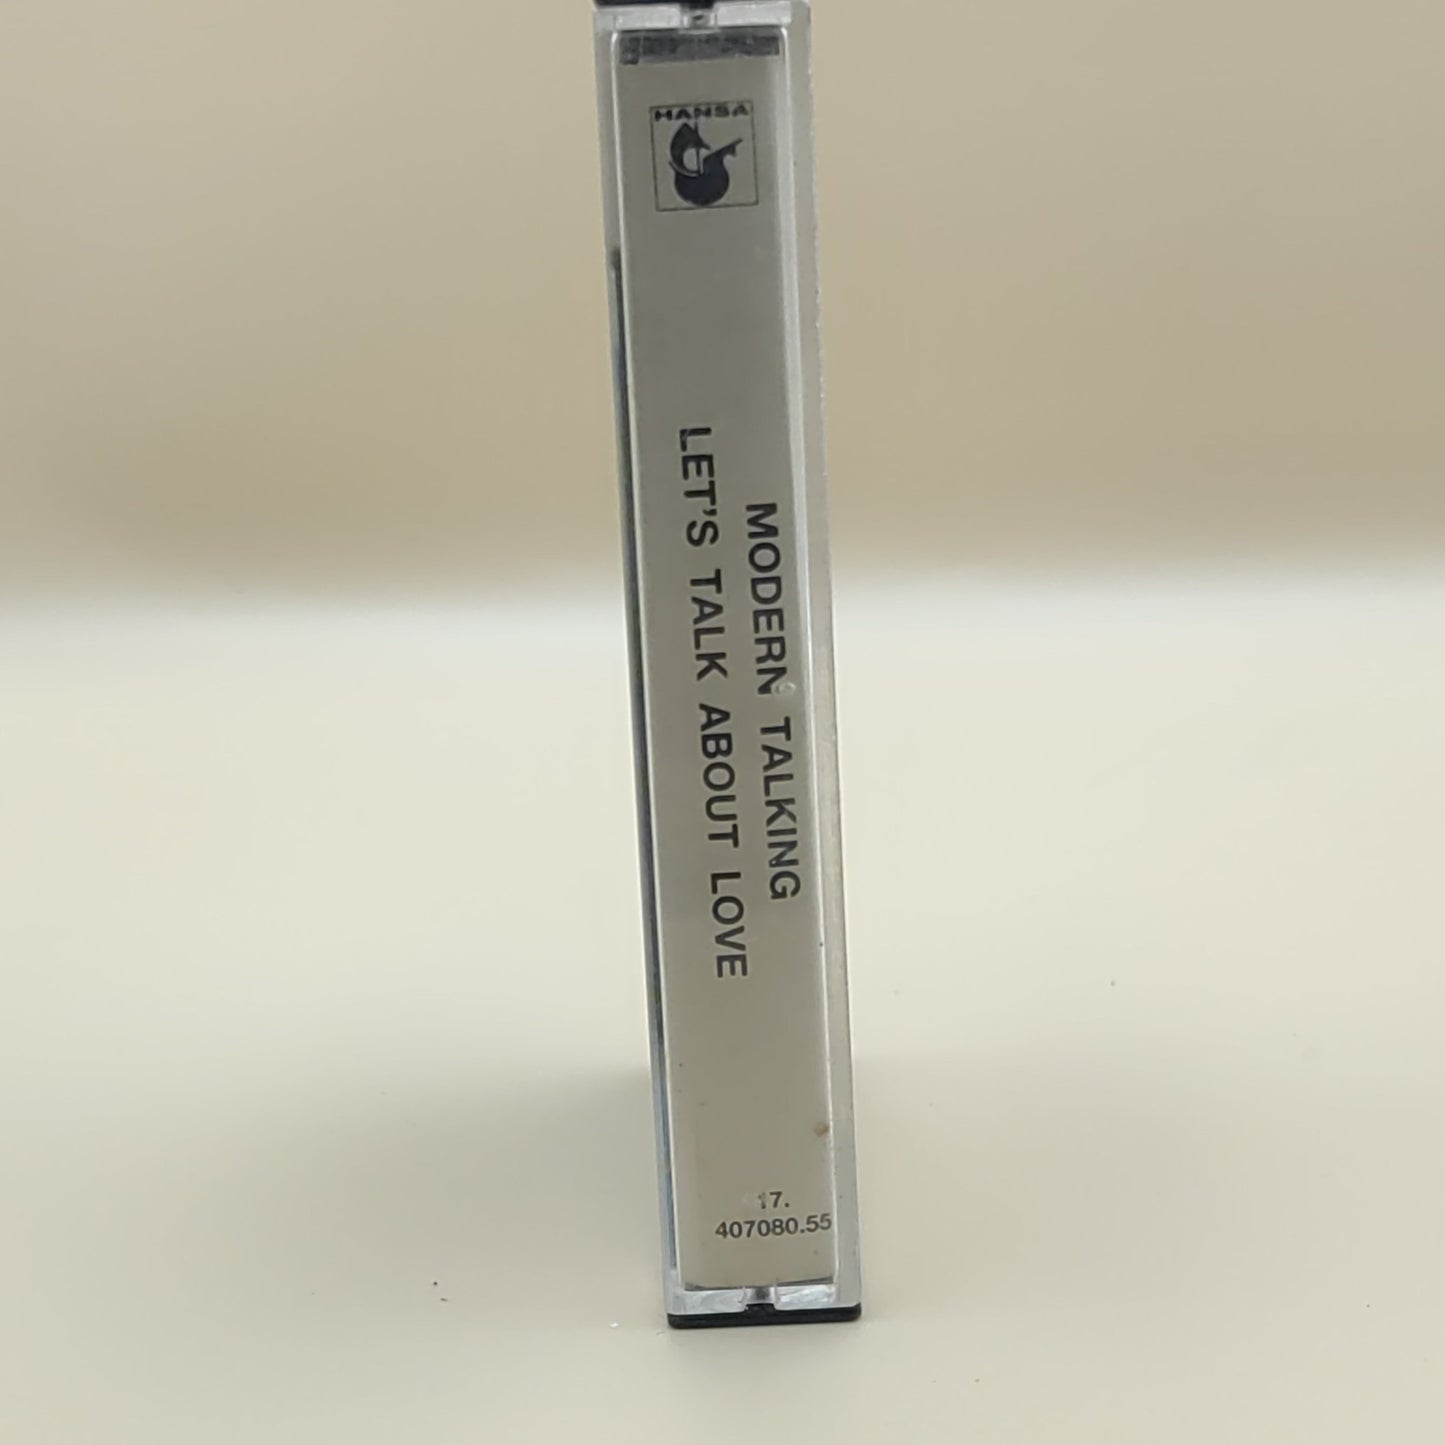 HANSA
MODERN TALKING
LET'S TALK ABOUT LOVE
17.
407080.55